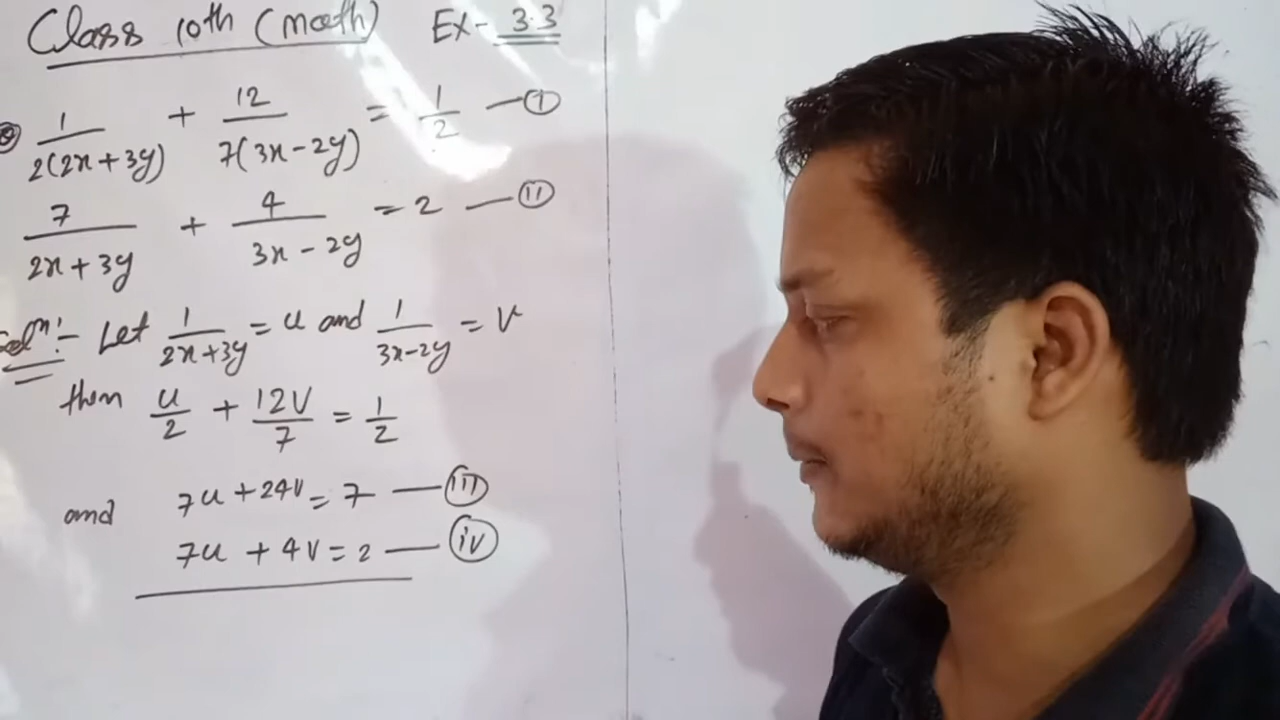 Class 10th (math) Ex- 3.3
1/2(2x+3y) + 12/7(3x-2y) = 1/2 — (I)
7/2x+3y + 4/3x-2y = 2 — (II)
Solⁿ:- Let 1/2x+3y = u and 1/3x-2y = v
then u/2 + 12V/7 = 1/2
7u + 24v = 7 — (III)
and
7u + 4v = 2 — (iv)